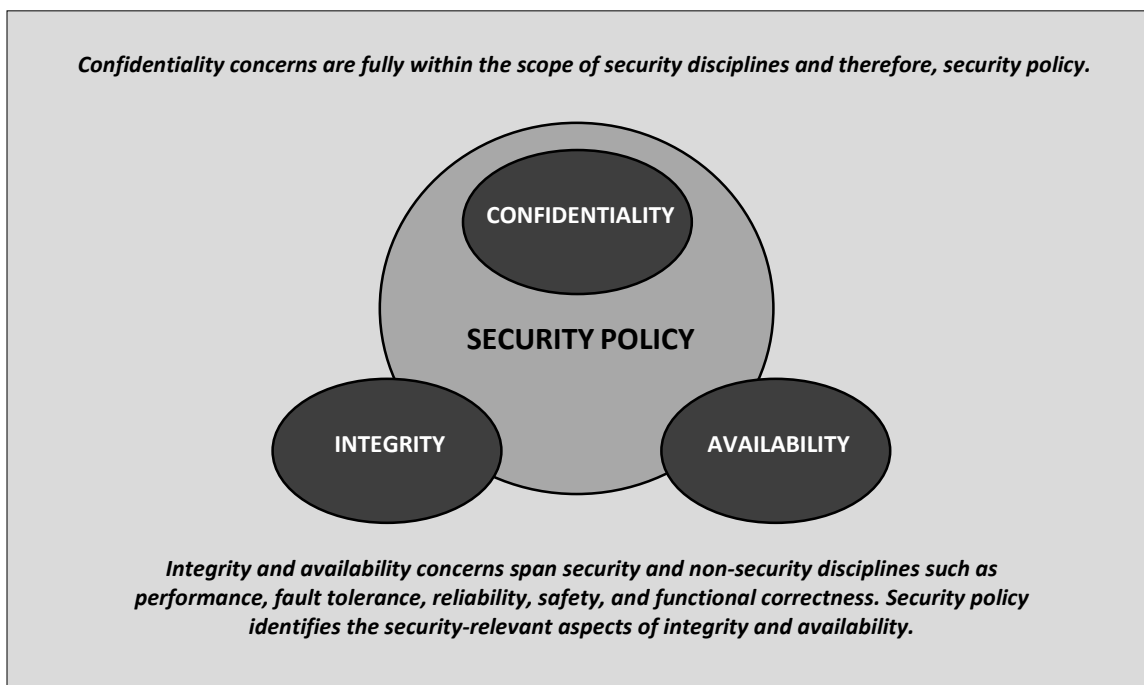 Confidentiality concerns are fully within the scope of security disciplines and therefore, security policy.
CONFIDENTIALITY
SECURITY POLICY
INTEGRITY
AVAILABILITY
Integrity and availability concerns span security and non-security disciplines such as
performance, fault tolerance, reliability, safety, and functional correctness. Security policy
identifies the security-relevant aspects of integrity and availability.